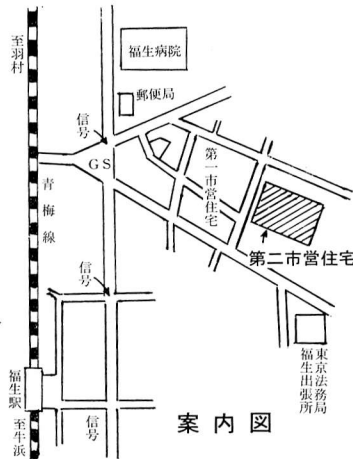 至羽村
福生病院
郵便局
信号
GS
第一市営住宅
青梅線
第二市営住宅
信号
東京法務局
福生出張所
福生駅
至牛浜
信号
案内図